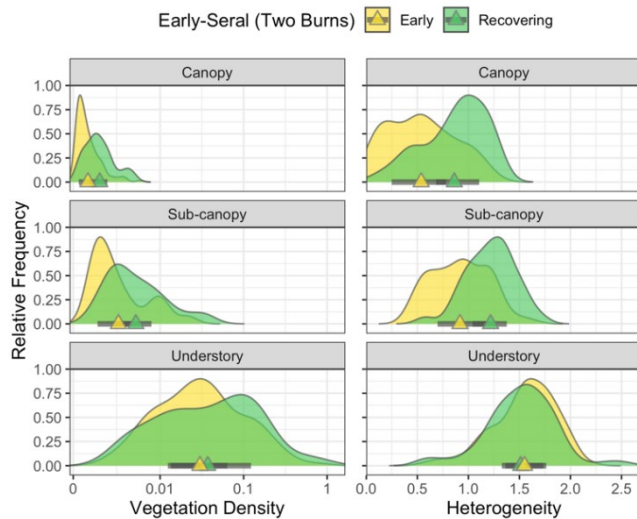 Early-Seral (Two Burns) Early Recovering
Relative Frequency
Canopy
1.00
0.75
0.50
0.25
0.00
Canopy
Sub-canopy
1.00
0.75
0.50
0.25
0.00
Sub-canopy
Understory
1.00
0.75
0.50
0.25
0.00
Understory
0 0.01 0.1 1
Vegetation Density
0.0 0.5 1.0 1.5 2.0 2.5
Heterogeneity